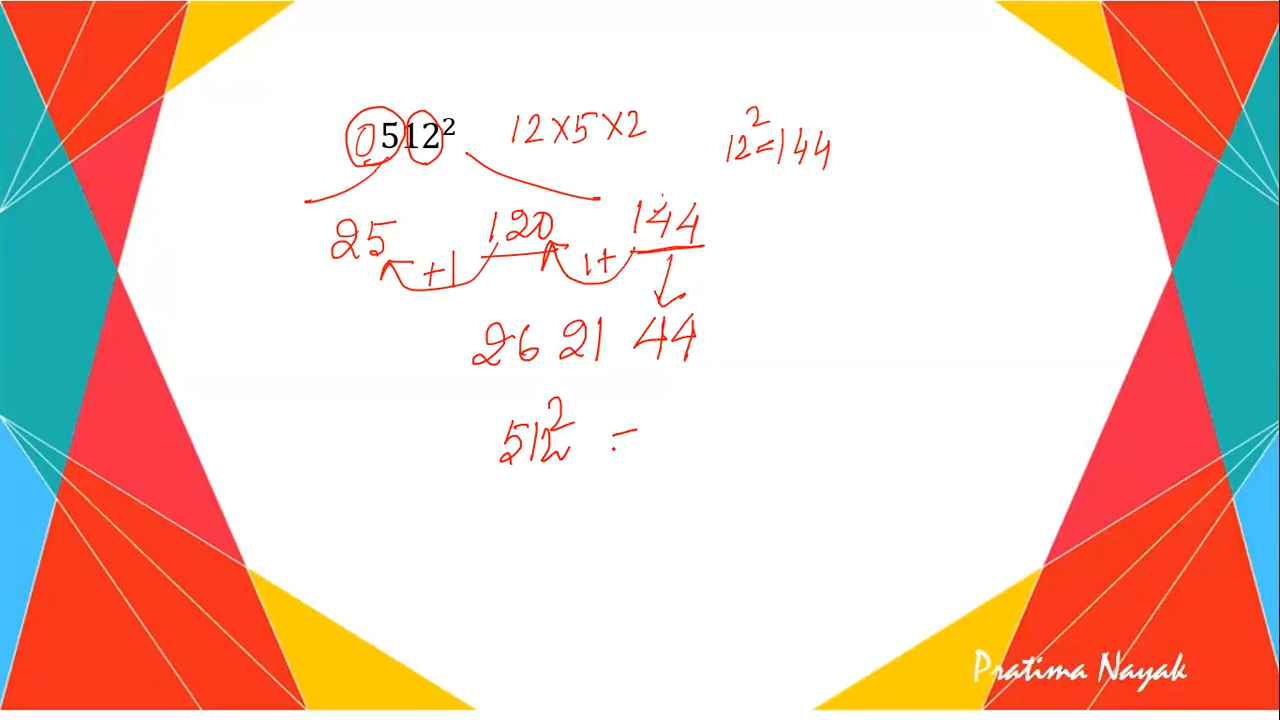 0512² 12×5×2 12²=144
25 120 144
+1 1+
26 21 44
512² =
Pratima Nayak